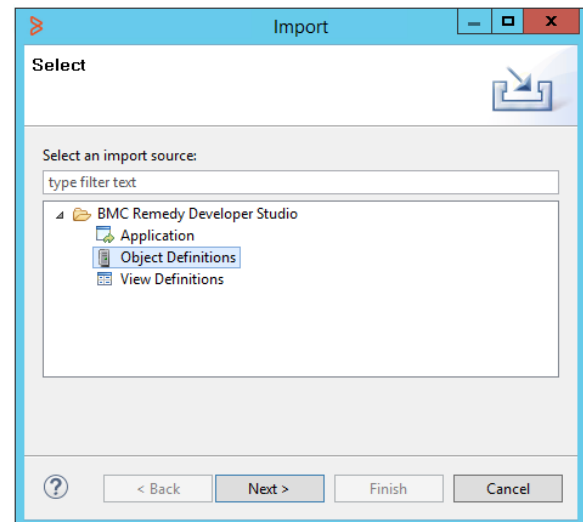 Import
Select
Select an import source:
type filter text
BMC Remedy Developer Studio
Application
Object Definitions
View Definitions
? < Back Next > Finish Cancel